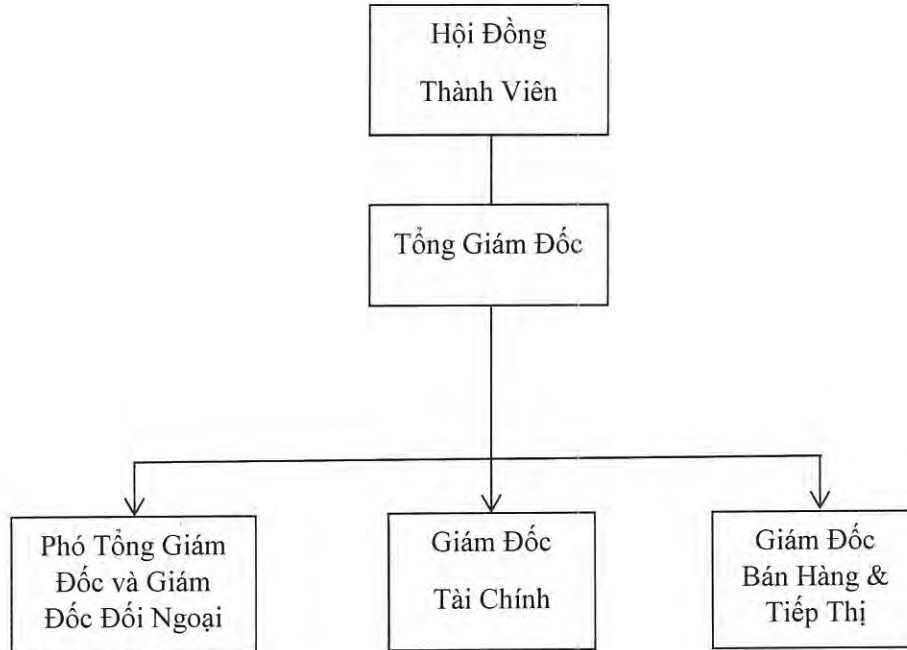 Hội Đồng
Thành Viên
Tổng Giám Đốc
Phó Tổng Giám
Đốc và Giám
Đốc Đối Ngoại
Giám Đốc
Tài Chính
Giám Đốc
Bán Hàng &
Tiếp Thị